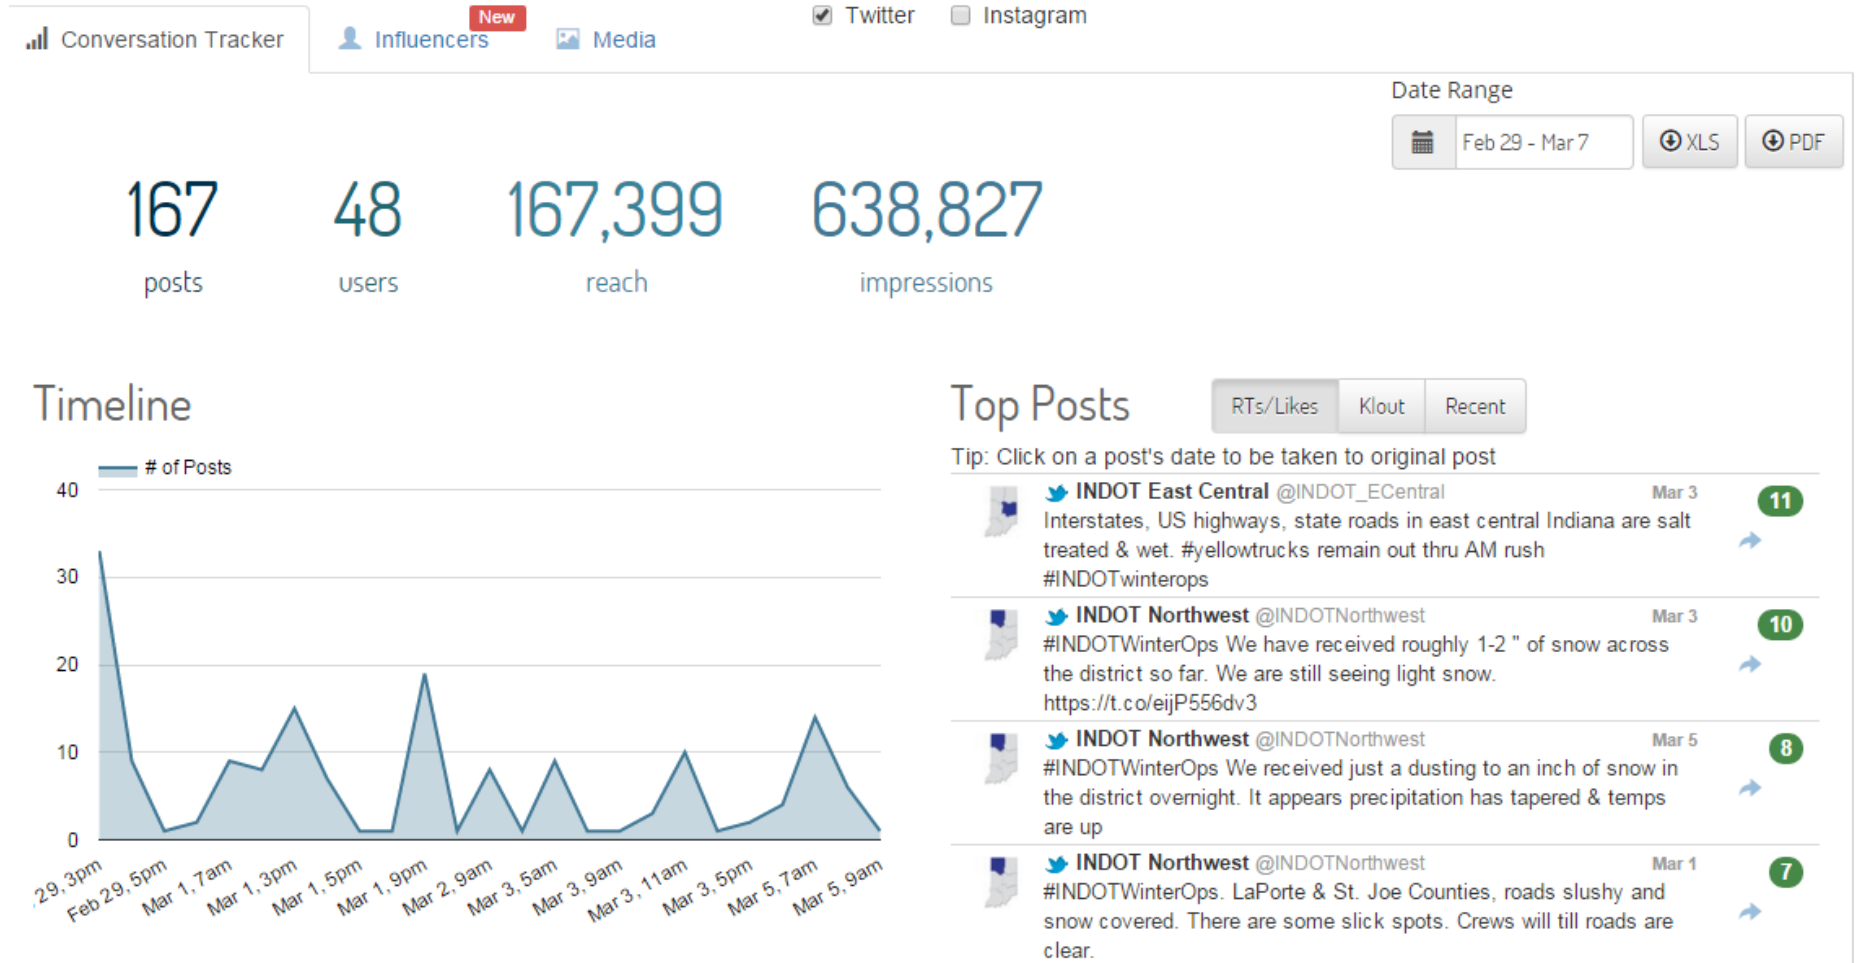 Conversation Tracker
Influencers
New
Media
Twitter
Instagram
Date Range
Feb 29 - Mar 7
XLS
PDF
167
posts
48
users
167,399
reach
638,827
impressions
Timeline
# of Posts
40
30
20
10
0
29, 3pm
Feb 29, 5pm
Mar 1, 7am
Mar 1, 3pm
Mar 1, 5pm
Mar 1, 9pm
Mar 2, 9am
Mar 3, 5am
Mar 3, 9am
Mar 3, 11am
Mar 3, 5pm
Mar 5, 7am
Mar 5, 9am
Top Posts
RTs/Likes
Klout
Recent
Tip: Click on a post's date to be taken to original post
INDOT East Central @INDOT_ECentral Mar 3 11
Interstates, US highways, state roads in east central Indiana are salt
treated & wet. #yellowtrucks remain out thru AM rush
#INDOTwinterops
INDOT Northwest @INDOTNorthwest Mar 3 10
#INDOTWinterOps We have received roughly 1-2 " of snow across
the district so far. We are still seeing light snow.
https://t.co/eijP556dv3
INDOT Northwest @INDOTNorthwest Mar 5 8
#INDOTWinterOps We received just a dusting to an inch of snow in
the district overnight. It appears precipitation has tapered & temps
are up
INDOT Northwest @INDOTNorthwest Mar 1 7
#INDOTWinterOps. LaPorte & St. Joe Counties, roads slushy and
snow covered. There are some slick spots. Crews will till roads are
clear.